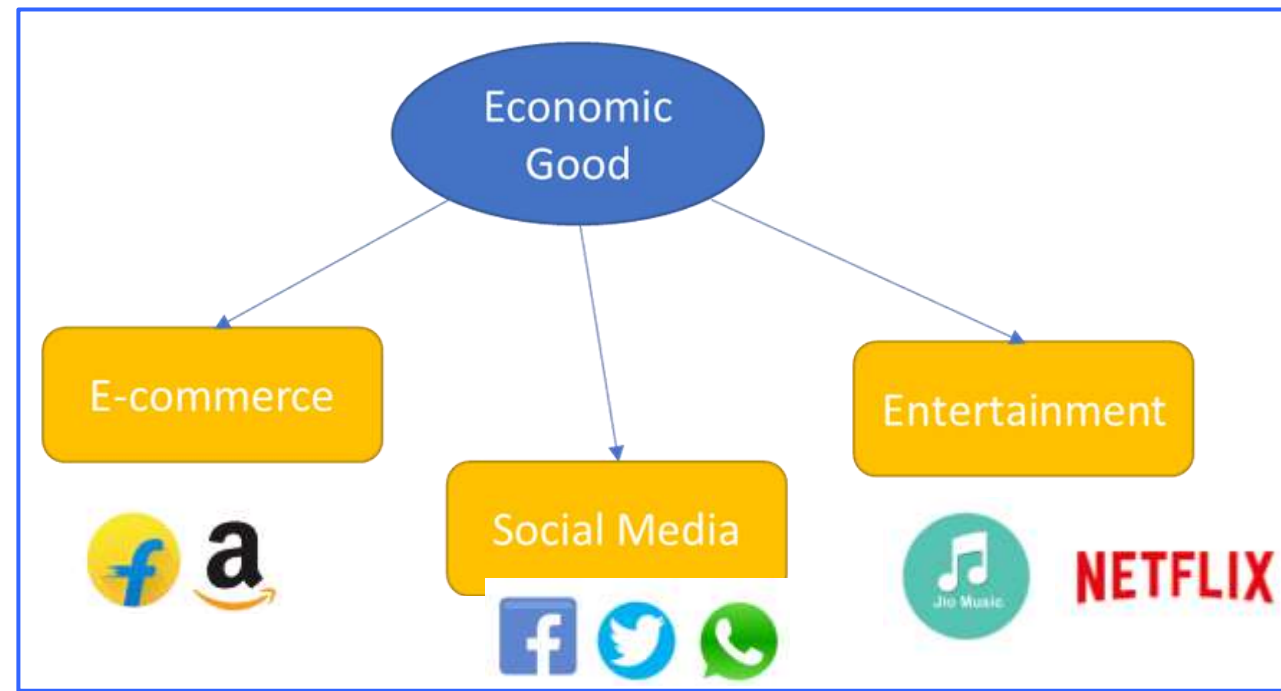 Economic
Good
E-commerce
Entertainment
Social Media
f
a
Jio Music
NETFLIX
f